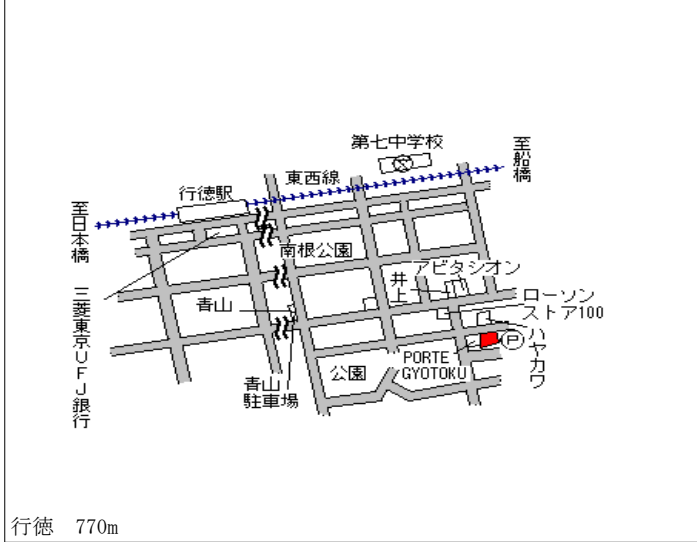 第七中学校
至船橋
東西線
行徳駅
至日本橋
南根公園
アビタシオン
井上
三菱東京UFJ銀行
青山
ローソン
ストア100
ハヤカワ
P
PORTE
GYOTOKU
公園
青山
駐車場
行徳　770m